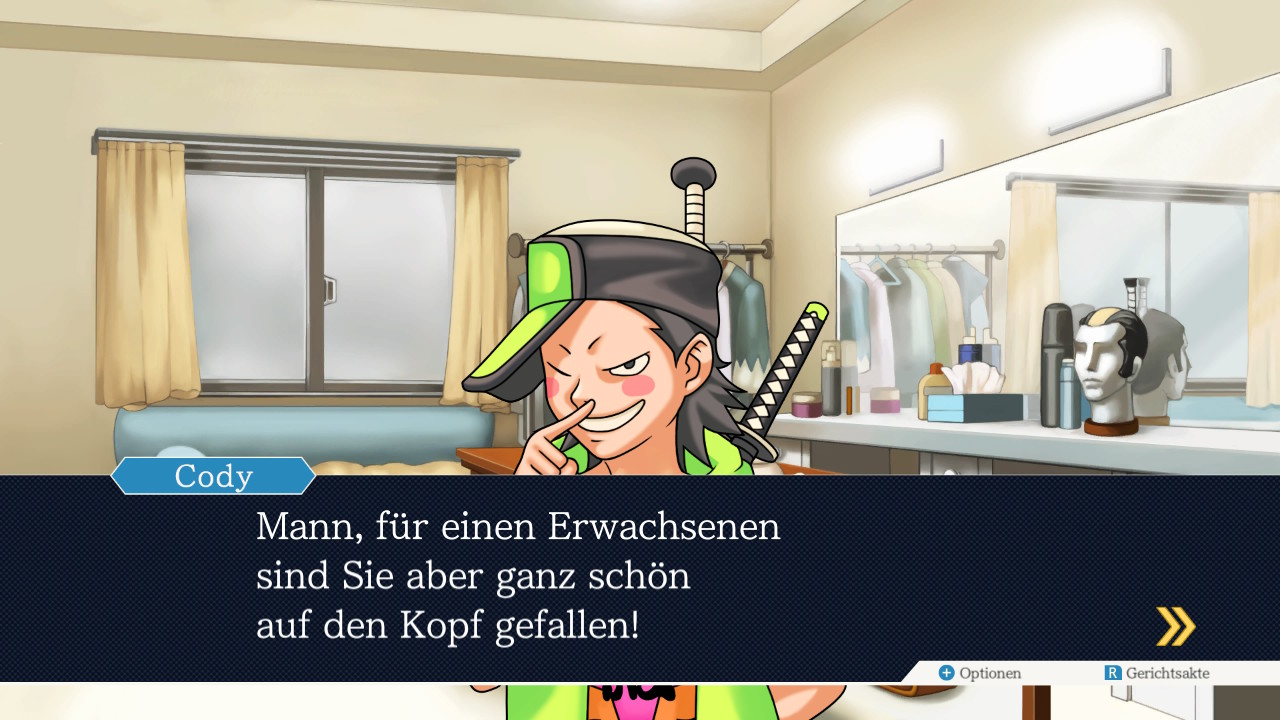 Cody
Mann, für einen Erwachsenen
sind Sie aber ganz schön
auf den Kopf gefallen!
+ Optionen
R Gerichtsakte